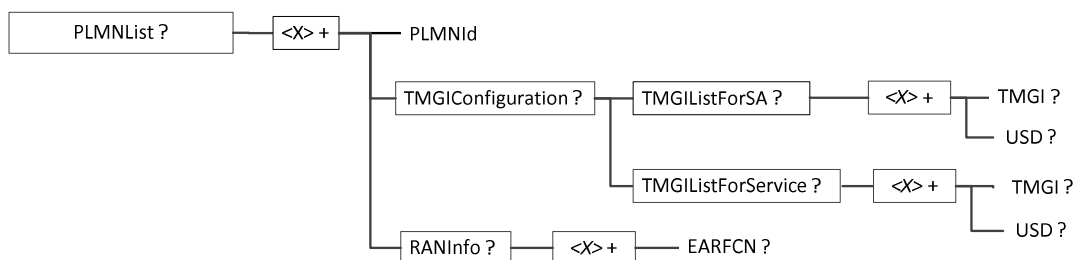 PLMNList ? <X> + PLMNId
TMGIConfiguration ? TMGIListForSA ? <X> + TMGI ?
USD ?
TMGIListForService ? <X> + TMGI ?
USD ?
RANInfo ? <X> + EARFCN ?